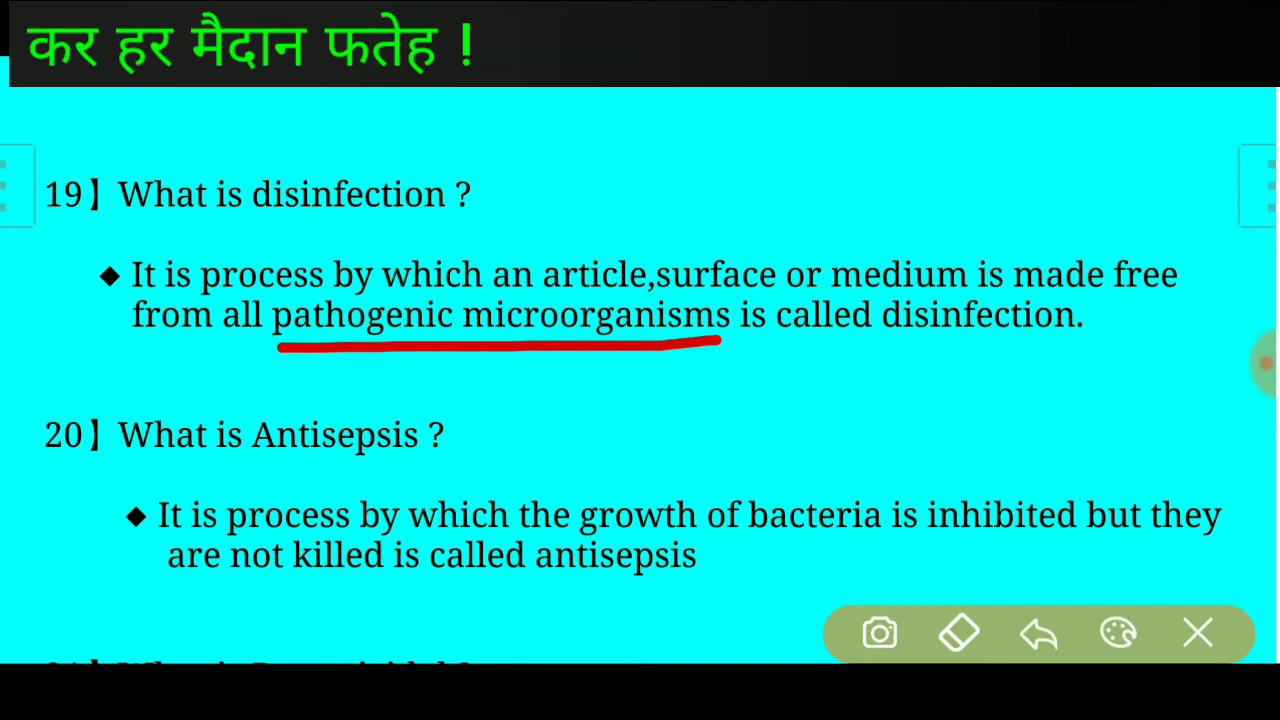 कर हर मैदान फतेह !
19】What is disinfection ?
◆ It is process by which an article,surface or medium is made free
from all pathogenic microorganisms is called disinfection.
20】What is Antisepsis ?
◆ It is process by which the growth of bacteria is inhibited but they
are not killed is called antisepsis